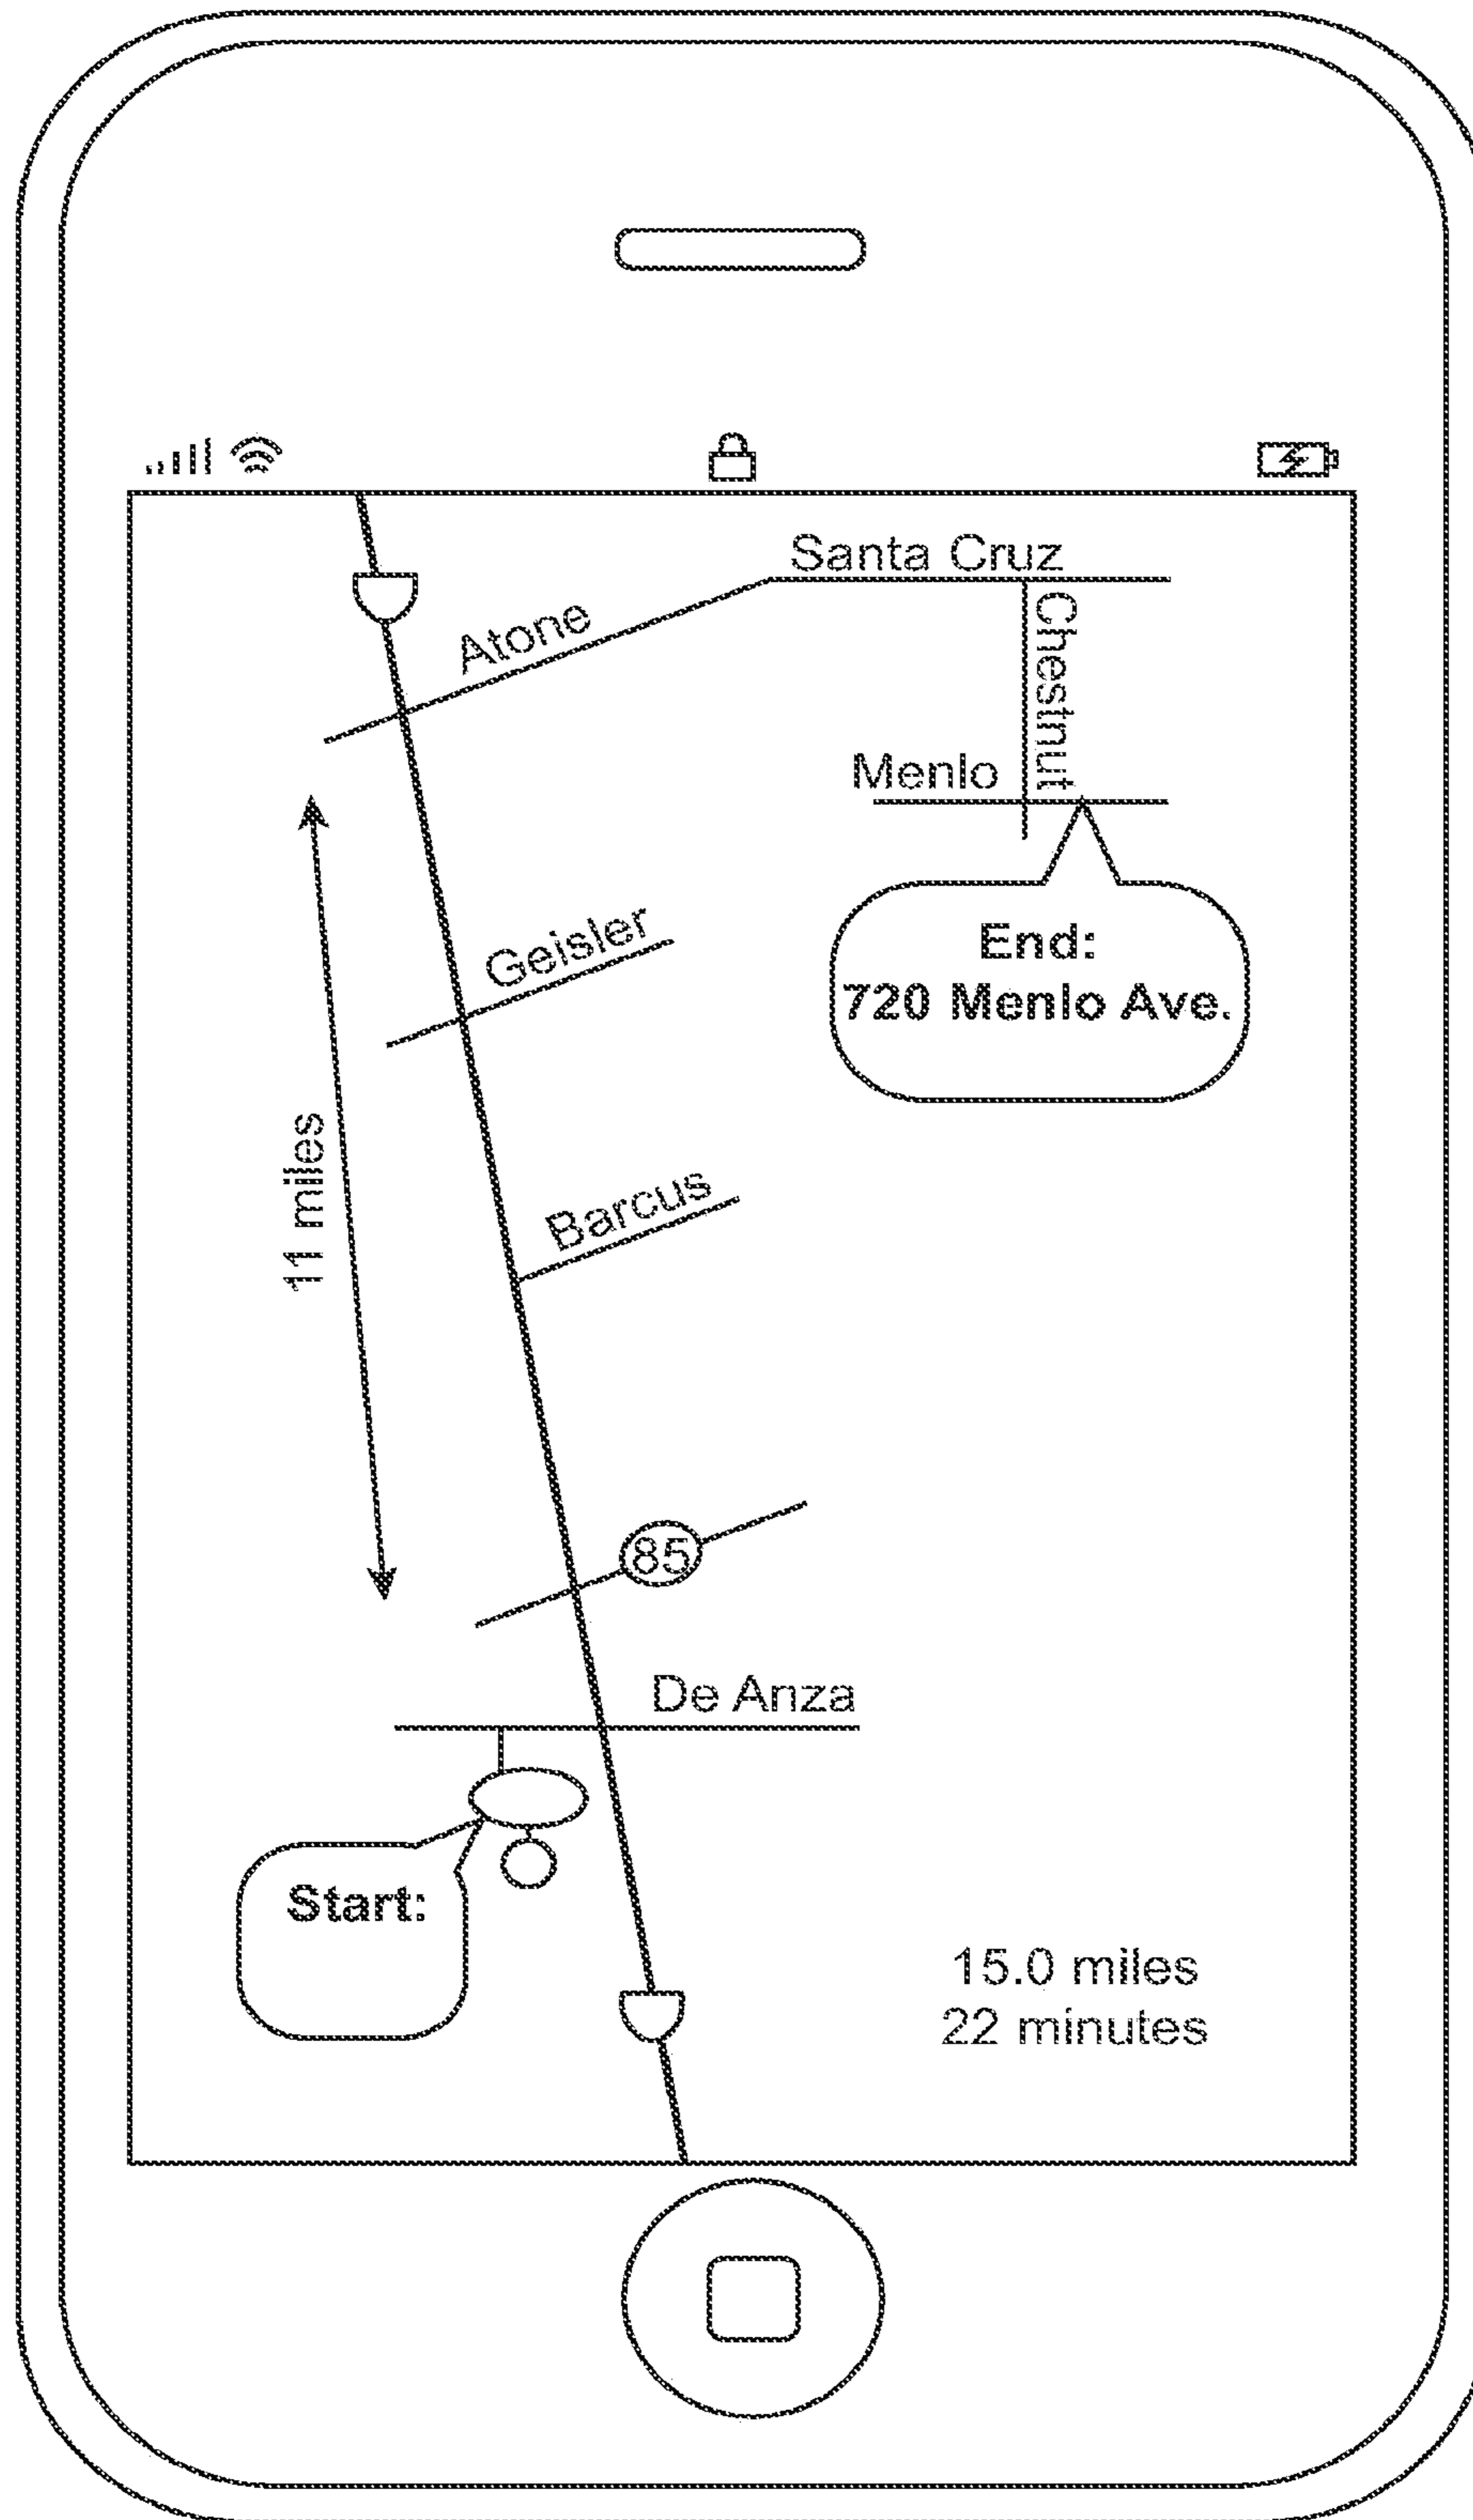 Santa Cruz
Atone
Chestnut
Menlo
Geisler
End:
720 Menlo Ave.
11 miles
Barcus
85
De Anza
Start:
15.0 miles
22 minutes